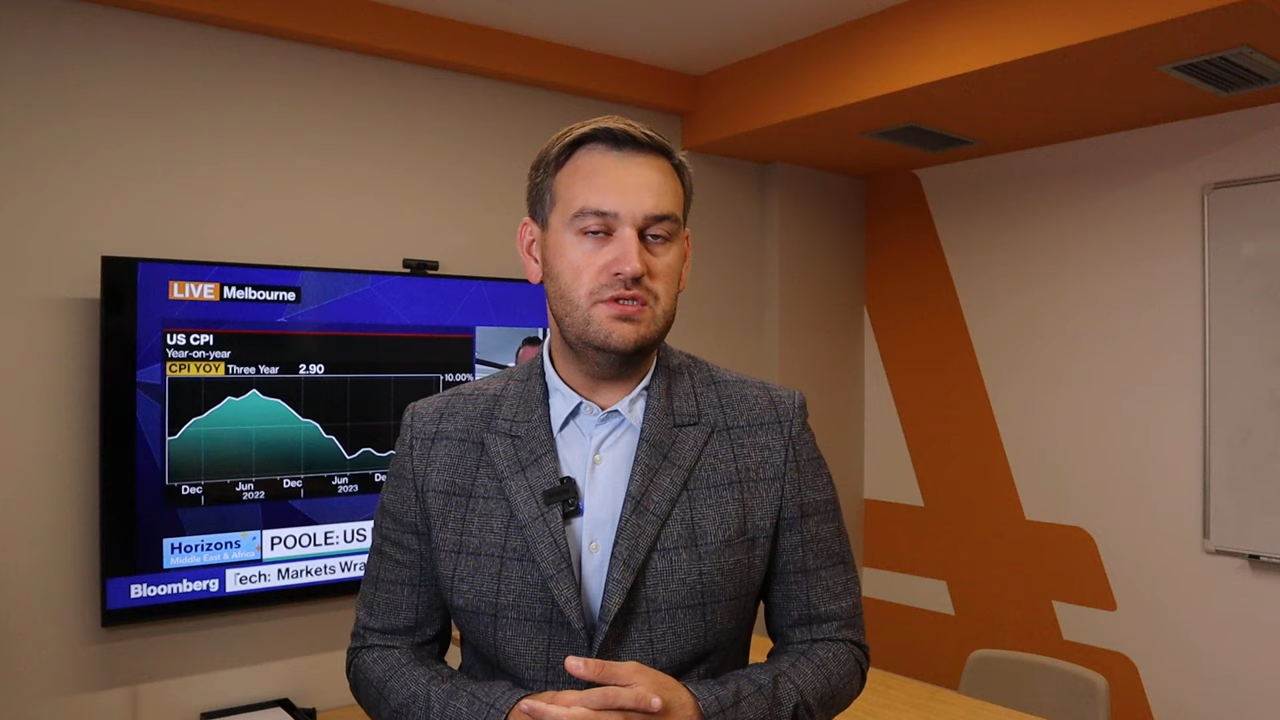 LIVE Melbourne
US CPI
Year-on-year
CPI YOY Three Year 2.90
10.00%
Dec Jun Dec Jun
2022 2023
Horizons
Middle East & Africa
POOLE: US
Bloomberg
Tech: Markets Wra